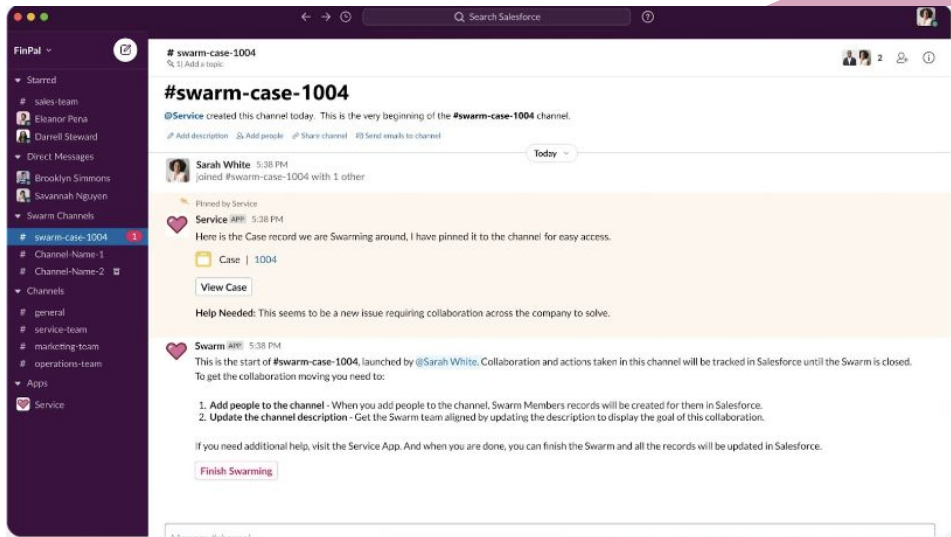 Search Salesforce
FinPal
Starred
# sales-team
Eleanor Pena
Darrell Steward
Direct Messages
Brooklyn Simmons
Savannah Nguyen
Swarm Channels
# swarm-case-1004 1
# Channel-Name-1
# Channel-Name-2
Channels
# general
# service-team
# marketing-team
# operations-team
Apps
Service
# swarm-case-1004
1| Add a topic
2
#swarm-case-1004
@Service created this channel today. This is the very beginning of the #swarm-case-1004 channel.
Add description Add people Share channel Send emails to channel
Today
Sarah White 5:38 PM
joined #swarm-case-1004 with 1 other
Pinned by Service
Service APP 5:38 PM
Here is the Case record we are Swarming around, I have pinned it to the channel for easy access.
Case | 1004
View Case
Help Needed: This seems to be a new issue requiring collaboration across the company to solve.
Swarm APP 5:38 PM
This is the start of #swarm-case-1004, launched by @Sarah White. Collaboration and actions taken in this channel will be tracked in Salesforce until the Swarm is closed.
To get the collaboration moving you need to:
1. Add people to the channel - When you add people to the channel, Swarm Members records will be created for them in Salesforce.
2. Update the channel description - Get the Swarm team aligned by updating the description to display the goal of this collaboration.
If you need additional help, visit the Service App. And when you are done, you can finish the Swarm and all the records will be updated in Salesforce.
Finish Swarming